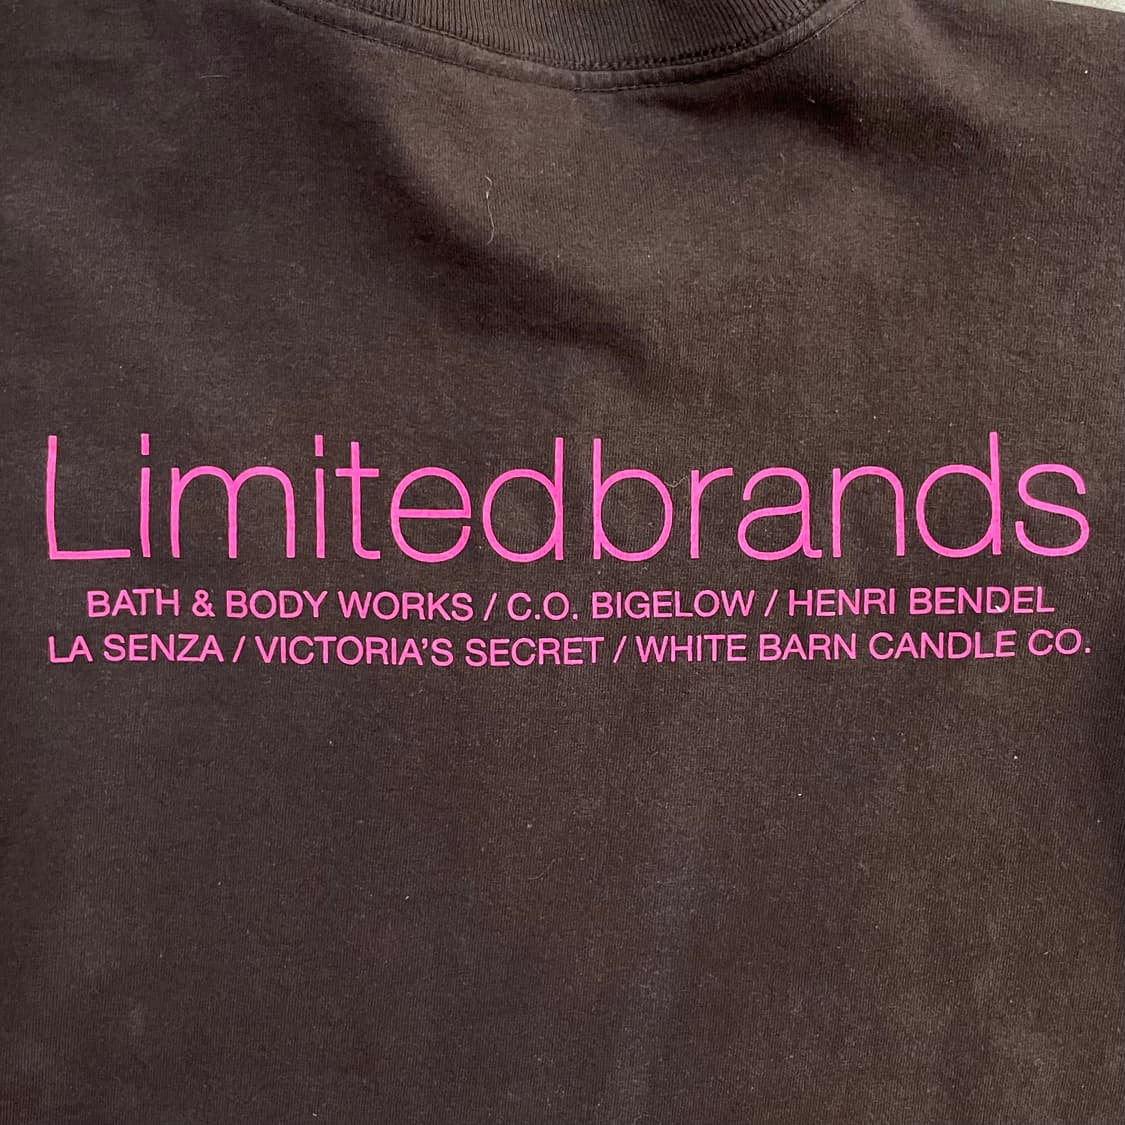 Limitedbrands
BATH & BODY WORKS / C.O. BIGELOW / HENRI BENDEL
LA SENZA / VICTORIA'S SECRET / WHITE BARN CANDLE CO.